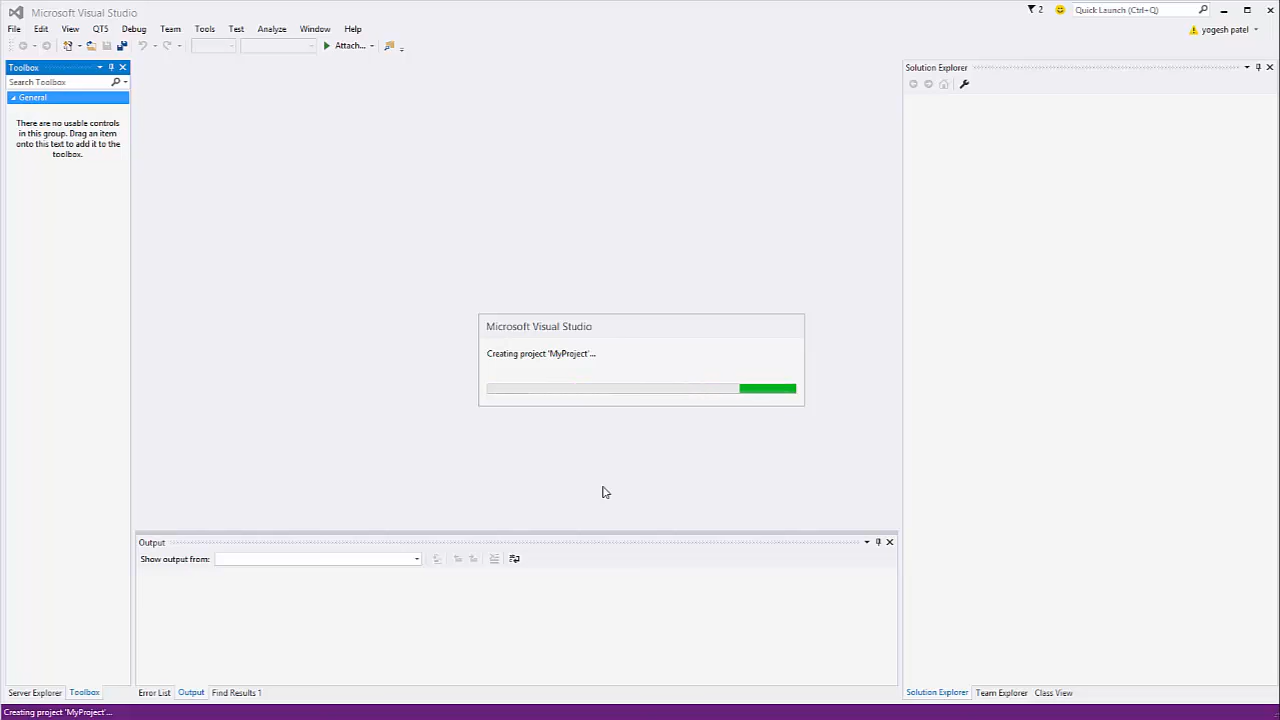 Microsoft Visual Studio
2
Quick Launch (Ctrl+Q)
File Edit View QT5 Debug Team Tools Test Analyze Window Help
yogesh patel
Attach...
Toolbox
Solution Explorer
Search Toolbox
General
There are no usable controls
in this group. Drag an item
onto this text to add it to the
toolbox.
Microsoft Visual Studio
Creating project 'MyProject'...
Output
Show output from:
Server Explorer Toolbox
Error List Output Find Results 1
Solution Explorer Team Explorer Class View
Creating project 'MyProject'...